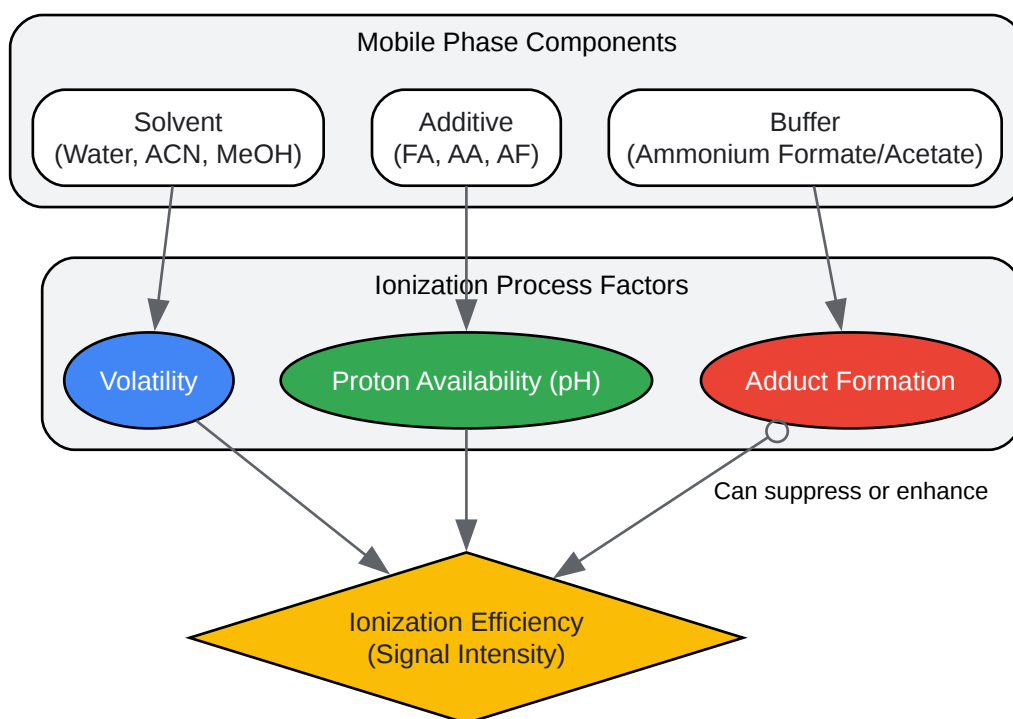 Mobile Phase Components
Solvent
(Water, ACN, MeOH)
Additive
(FA, AA, AF)
Buffer
(Ammonium Formate/Acetate)
Ionization Process Factors
Volatility
Proton Availability (pH)
Adduct Formation
Can suppress or enhance
Ionization Efficiency
(Signal Intensity)